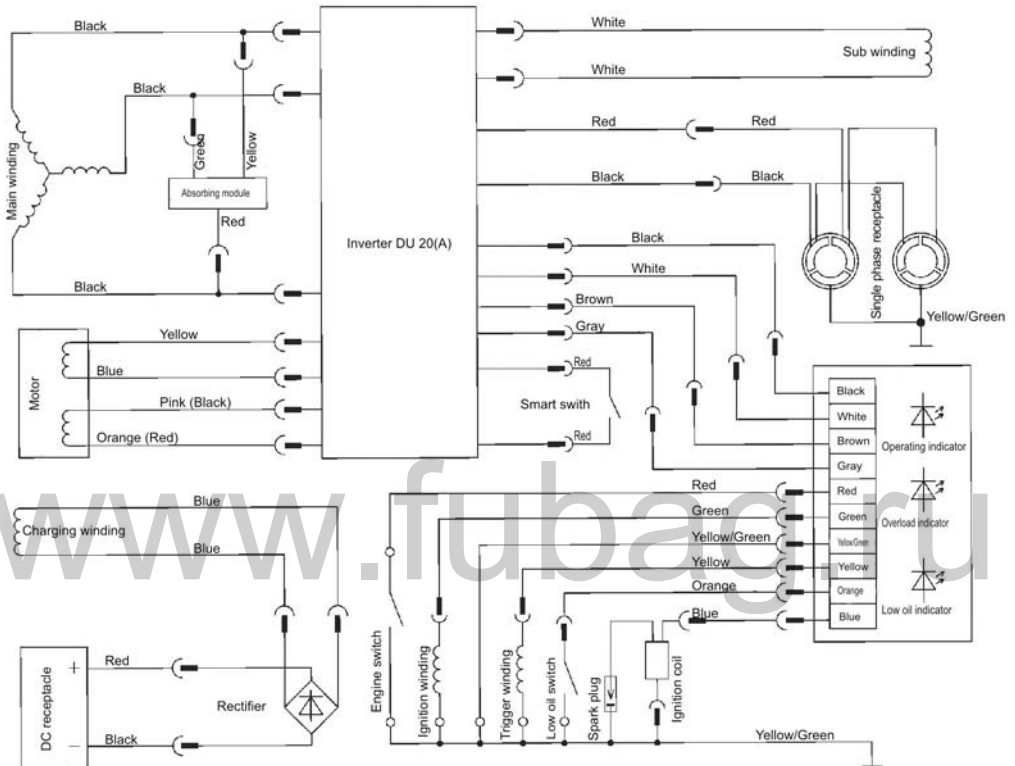 Black
White
Sub winding
White
Black
Main winding
Green
Yellow
Absorbing module
Red
Black
Inverter DU 20(A)
Red
Red
Black
Black
Single phase receptacle
Yellow/Green
Black
White
Brown
Gray
Red
Smart swith
Red
Motor
Yellow
Blue
Pink (Black)
Orange (Red)
Black
White
Brown
Gray
Red
Green
Yellow/Green
Yellow
Orange
Blue
Operating indicator
Overload indicator
Low oil indicator
Red
Green
Yellow/Green
Yellow
Orange
Blue
www.fubag.ru
Blue
Charging winding
Blue
DC receptacle
+
Red
Rectifier
−
Black
Engine switch
Ignition winding
Trigger winding
Low oil switch
Spark plug
Ignition coil
Yellow/Green